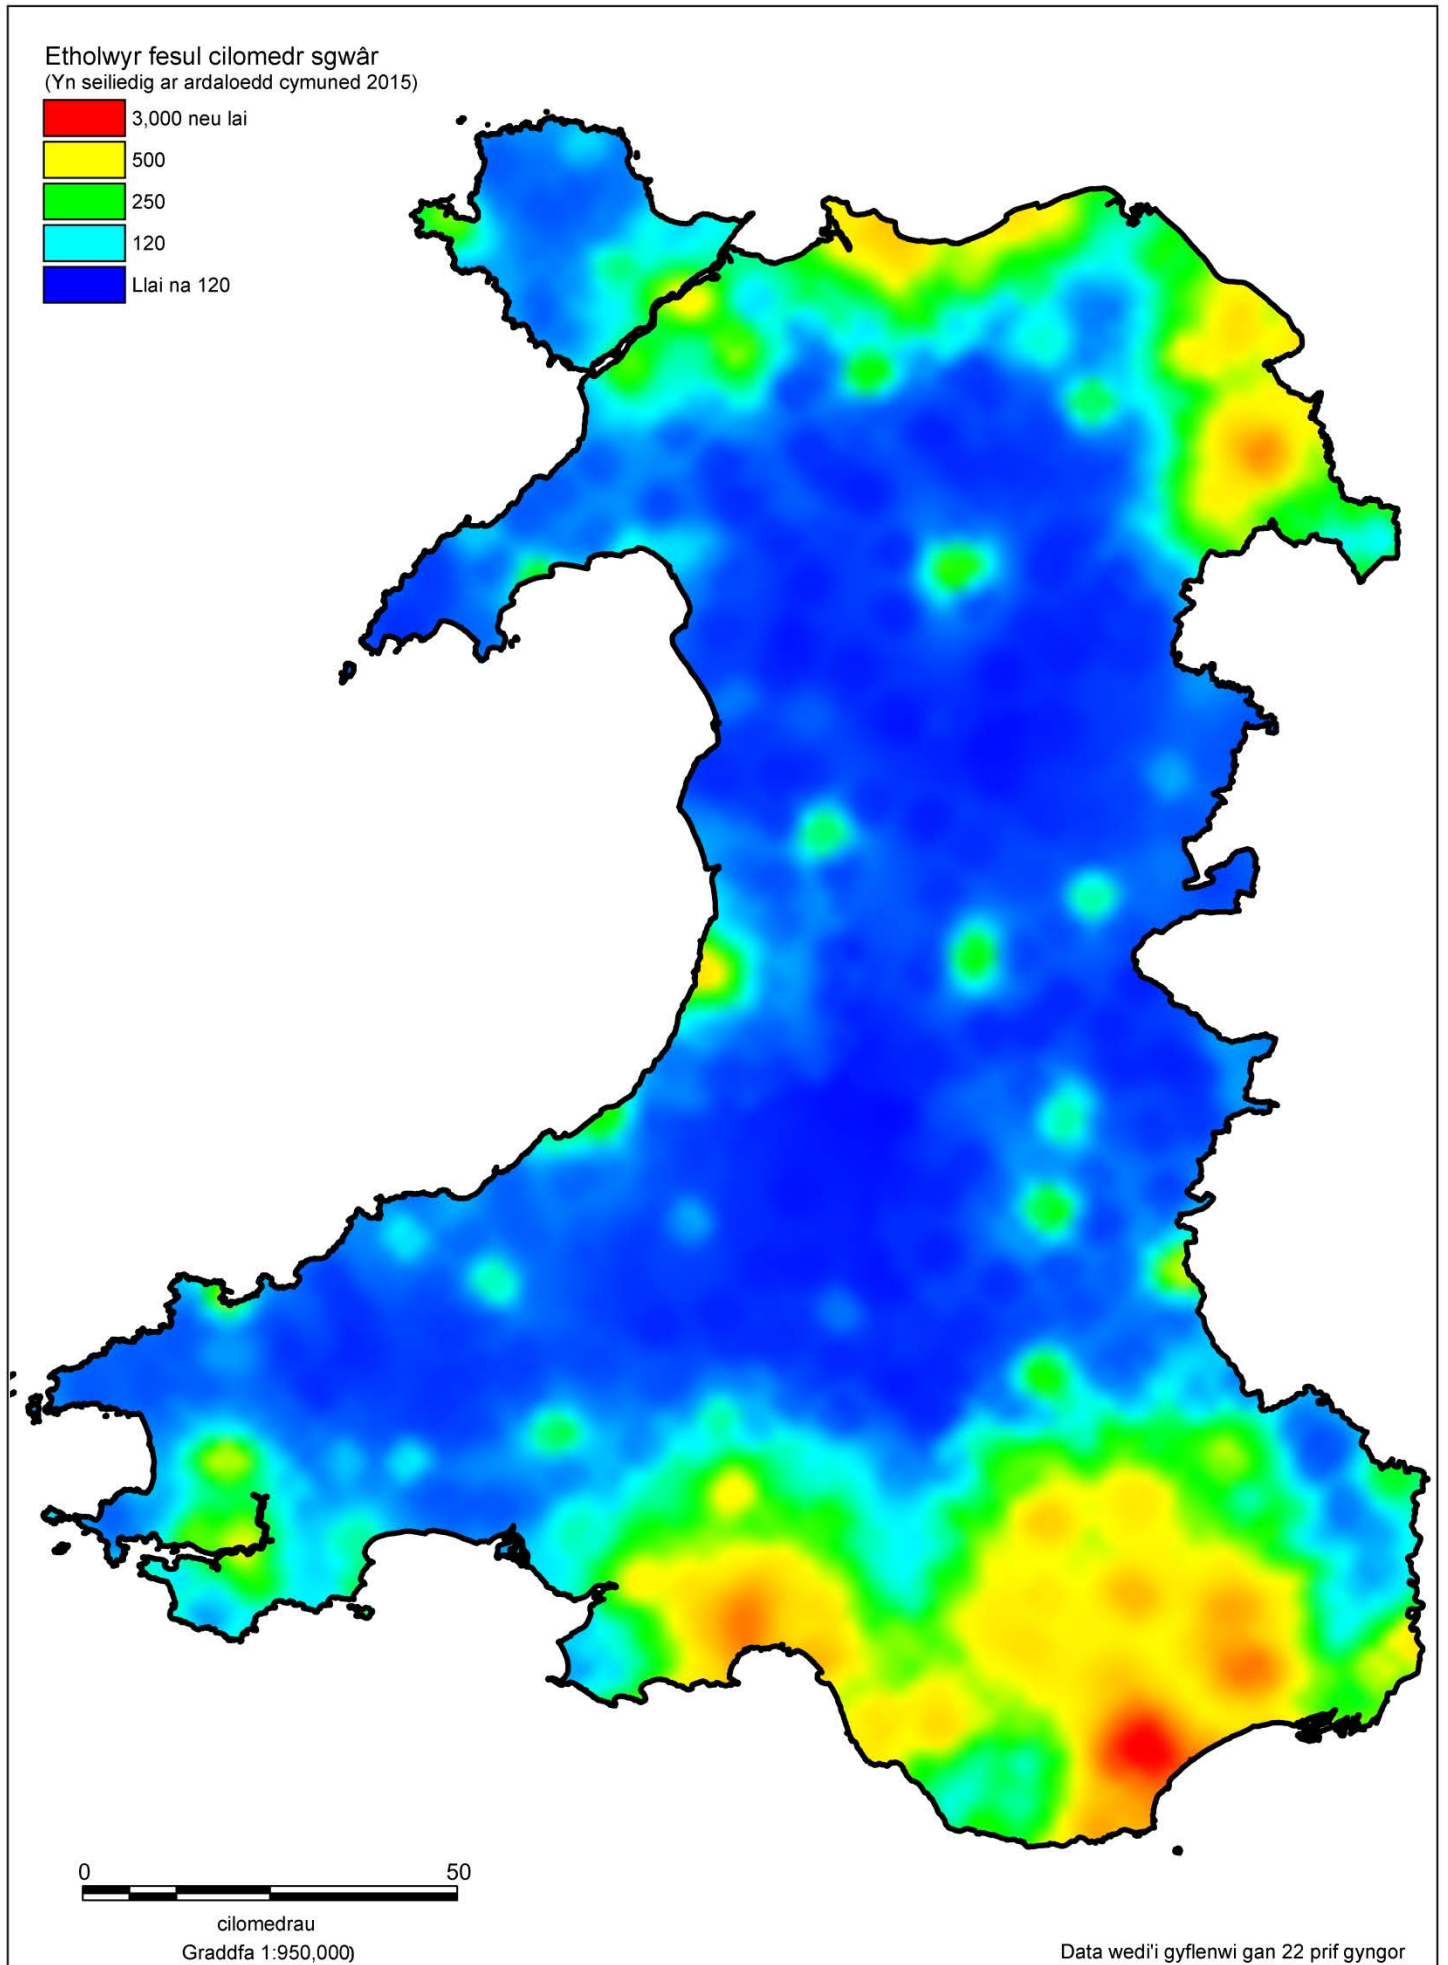 Etholwyr fesul cilomedr sgwâr
(Yn seiliedig ar ardaloedd cymuned 2015)
3,000 neu lai
500
250
120
Llai na 120
0 50
cilomedrau
Graddfa 1:950,000)
Data wedi'i gyflenwi gan 22 prif gyngor